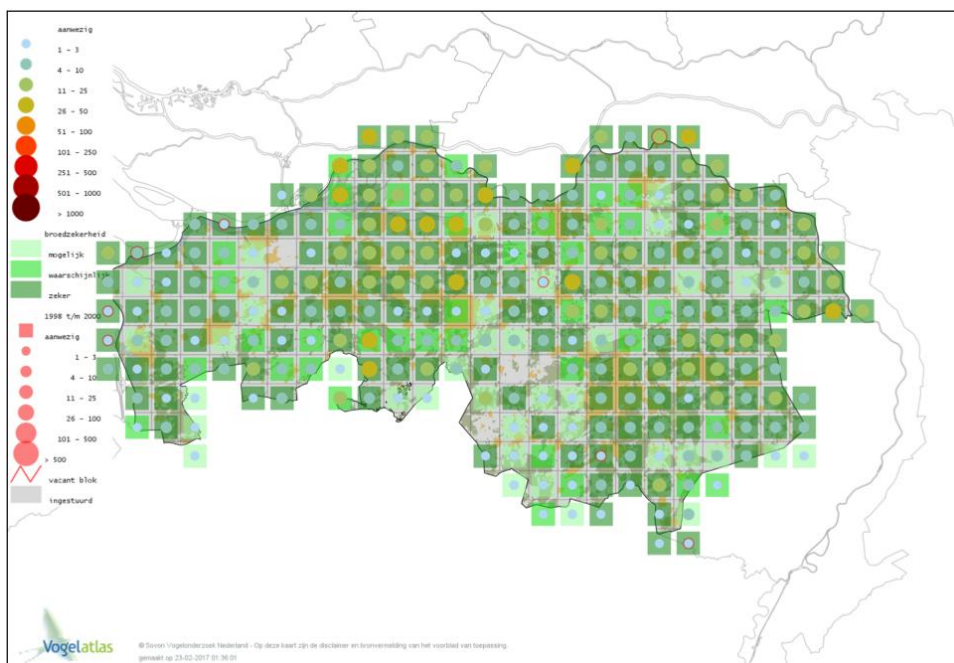 aanwezig
1 - 3
4 - 10
11 - 25
26 - 50
51 - 100
101 - 250
251 - 500
501 - 1000
> 1000
broedzekerheid
mogelijk
waarschijnlijk
zeker
1998 t/m 2000
aanwezig
1 - 3
4 - 10
11 - 25
26 - 100
101 - 500
> 500
vacant blok
ingestuurd
Vogelatlas
© Sovon Vogelonderzoek Nederland - Op deze kaart zijn de disclaimer en bronvermelding van het voorblad van toepassing.
gemaakt op 23-02-2017 01:36:01